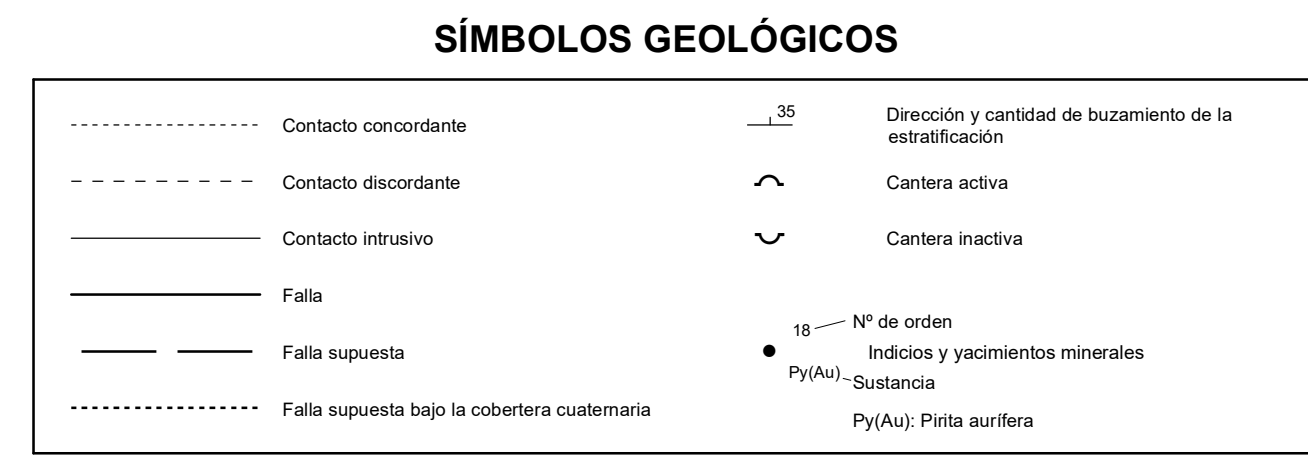 SÍMBOLOS GEOLÓGICOS
Contacto concordante
Contacto discordante
Contacto intrusivo
Falla
Falla supuesta
Falla supuesta bajo la cobertera cuaternaria
35
Dirección y cantidad de buzamiento de la
estratificación
Cantera activa
Cantera inactiva
18
Nº de orden
Indicios y yacimientos minerales
Py(Au)
Sustancia
Py(Au): Pirita aurífera